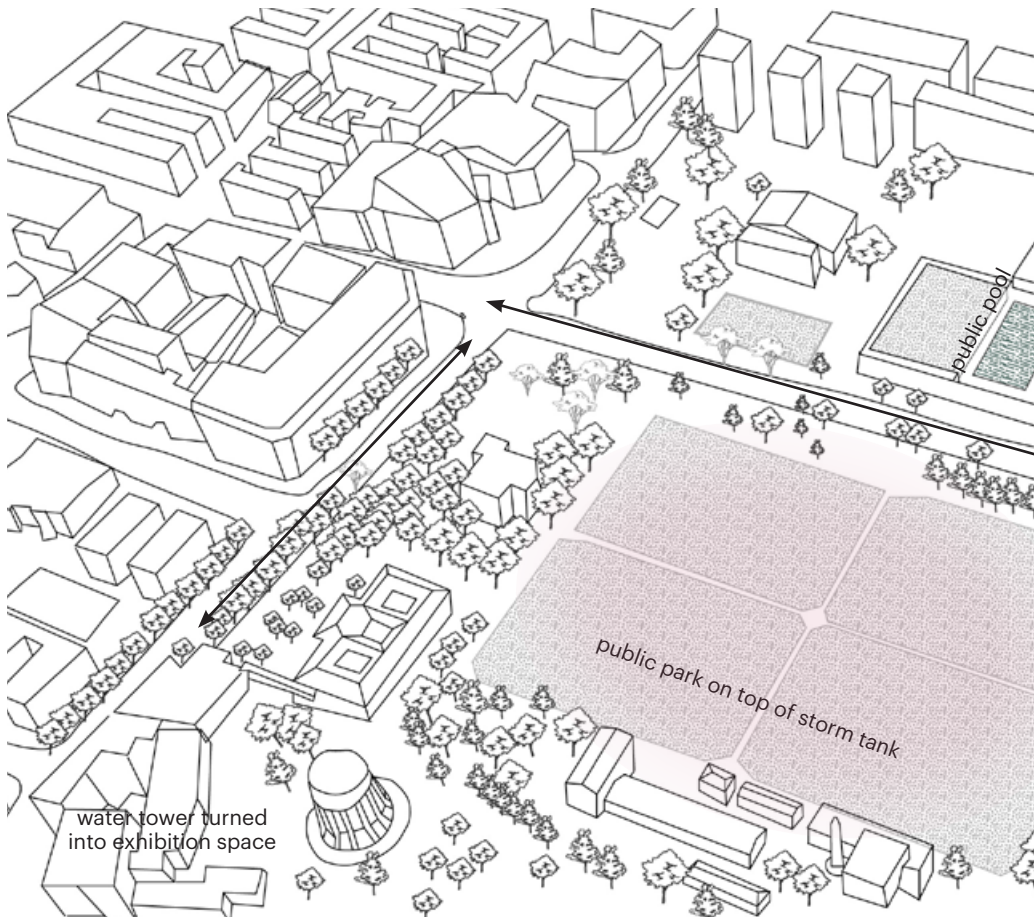 public pool
public park on top of storm tank
water tower turned
into exhibition space